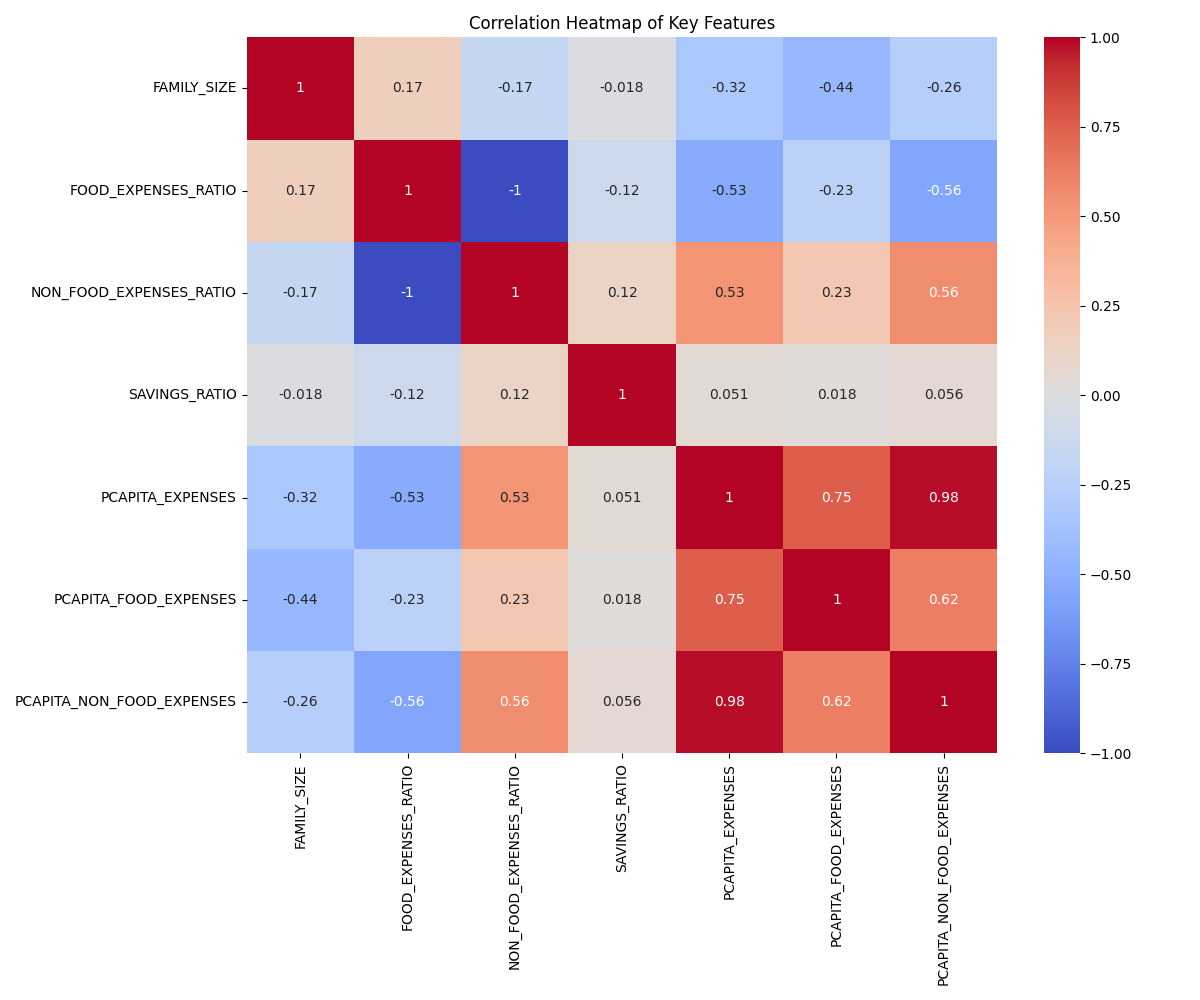 Correlation Heatmap of Key Features
FAMILY_SIZE 1 0.17 -0.17 -0.018 -0.32 -0.44 -0.26
FOOD_EXPENSES_RATIO 0.17 1 -1 -0.12 -0.53 -0.23 -0.56
NON_FOOD_EXPENSES_RATIO -0.17 -1 1 0.12 0.53 0.23 0.56
SAVINGS_RATIO -0.018 -0.12 0.12 1 0.051 0.018 0.056
PCAPITA_EXPENSES -0.32 -0.53 0.53 0.051 1 0.75 0.98
PCAPITA_FOOD_EXPENSES -0.44 -0.23 0.23 0.018 0.75 1 0.62
PCAPITA_NON_FOOD_EXPENSES -0.26 -0.56 0.56 0.056 0.98 0.62 1
FAMILY_SIZE
FOOD_EXPENSES_RATIO
NON_FOOD_EXPENSES_RATIO
SAVINGS_RATIO
PCAPITA_EXPENSES
PCAPITA_FOOD_EXPENSES
PCAPITA_NON_FOOD_EXPENSES
1.00
0.75
0.50
0.25
0.00
−0.25
−0.50
−0.75
−1.00